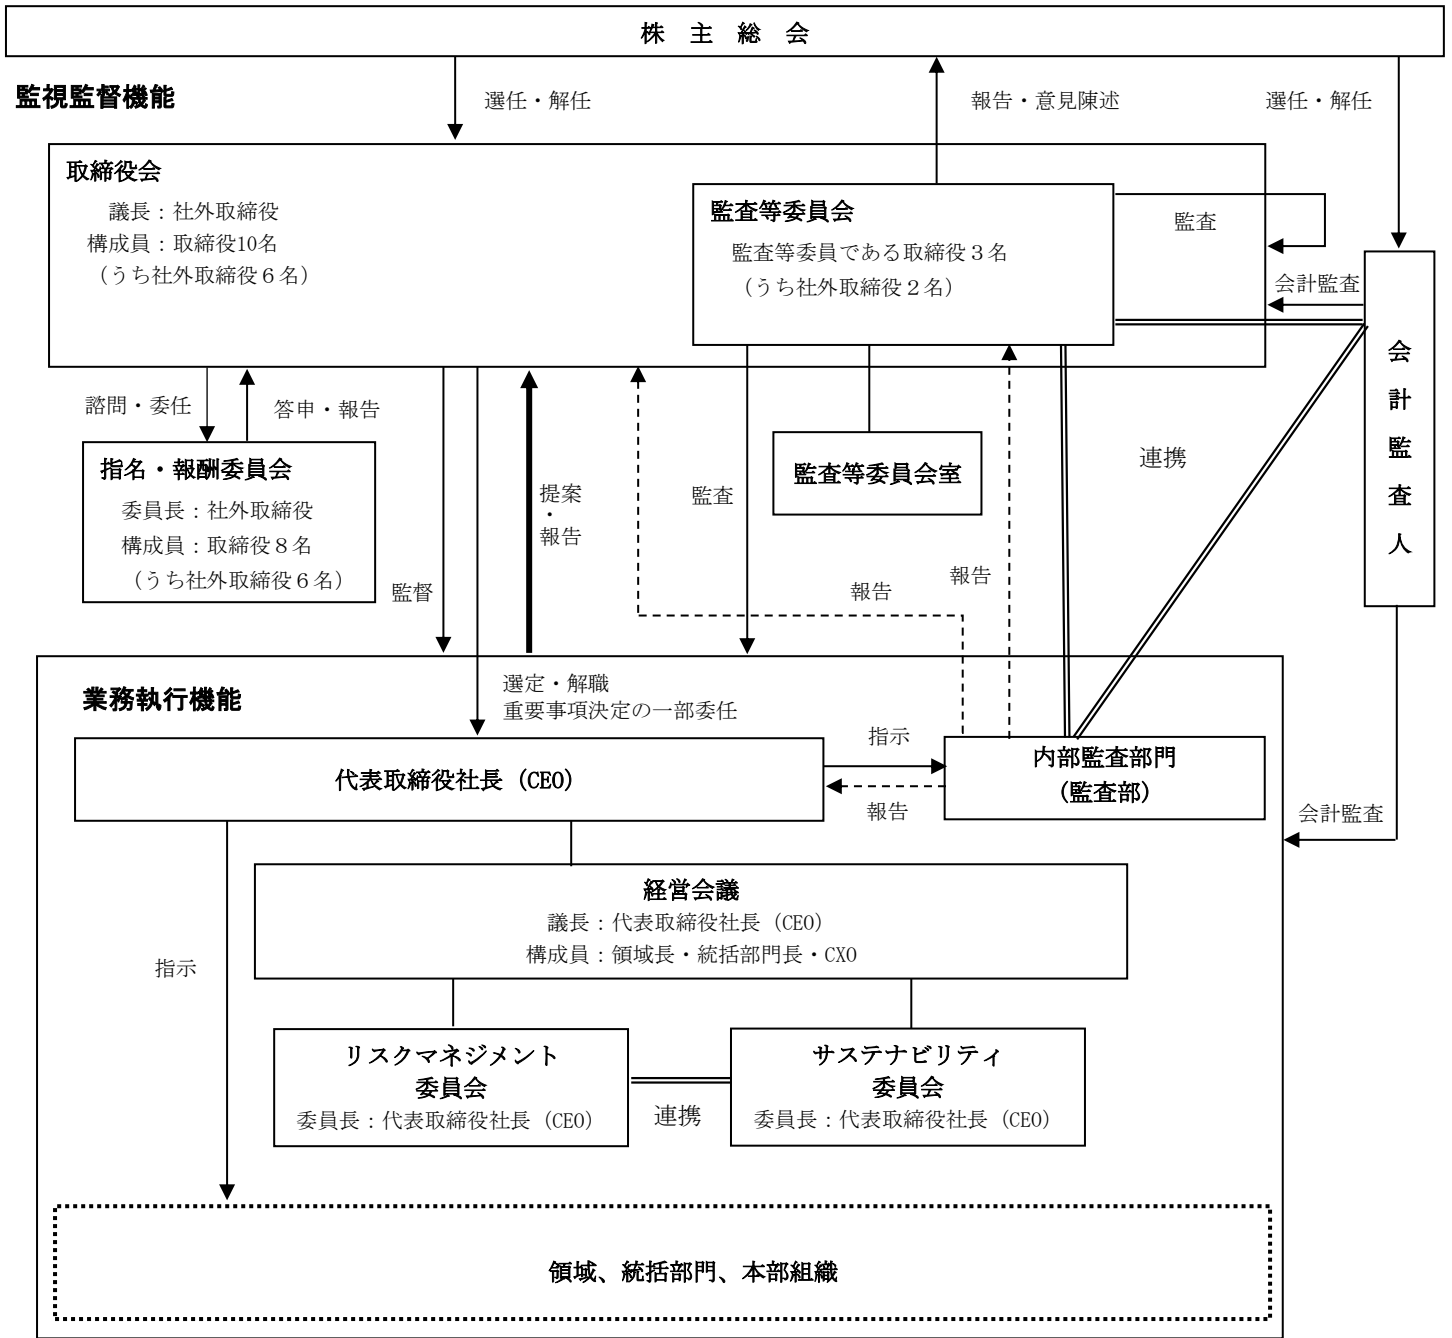 株 主 総 会
監視監督機能
選任・解任
報告・意見陳述
選任・解任
取締役会
議長：社外取締役
構成員：取締役10名
（うち社外取締役６名）
監査等委員会
監査等委員である取締役３名
（うち社外取締役２名）
監査
会計監査
会計監査人
諮問・委任
答申・報告
指名・報酬委員会
委員長：社外取締役
構成員：取締役８名
（うち社外取締役６名）
監督
提案
・
報告
監査
監査等委員会室
連携
報告
報告
業務執行機能
選定・解職
重要事項決定の一部委任
代表取締役社長（CEO）
指示
報告
内部監査部門
（監査部）
会計監査
経営会議
議長：代表取締役社長（CEO）
構成員：領域長・統括部門長・CXO
指示
リスクマネジメント
委員会
委員長：代表取締役社長（CEO）
連携
サステナビリティ
委員会
委員長：代表取締役社長（CEO）
領域、統括部門、本部組織